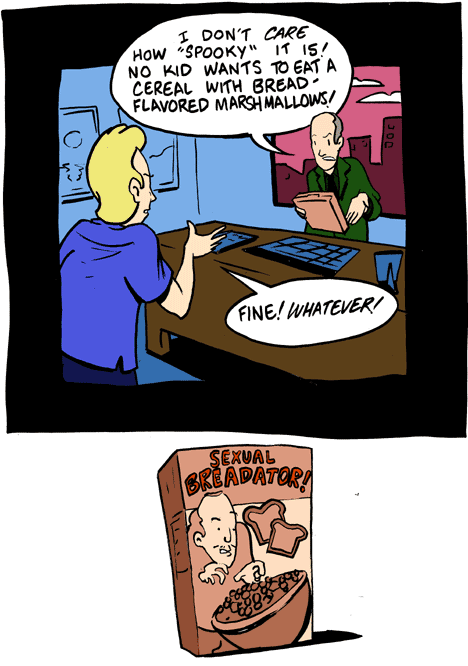 I DON'T CARE
HOW "SPOOKY" IT IS!
NO KID WANTS TO EAT A
CEREAL WITH BREAD-
FLAVORED MARSHMALLOWS!
FINE! WHATEVER!
SEXUAL
BREADATOR!